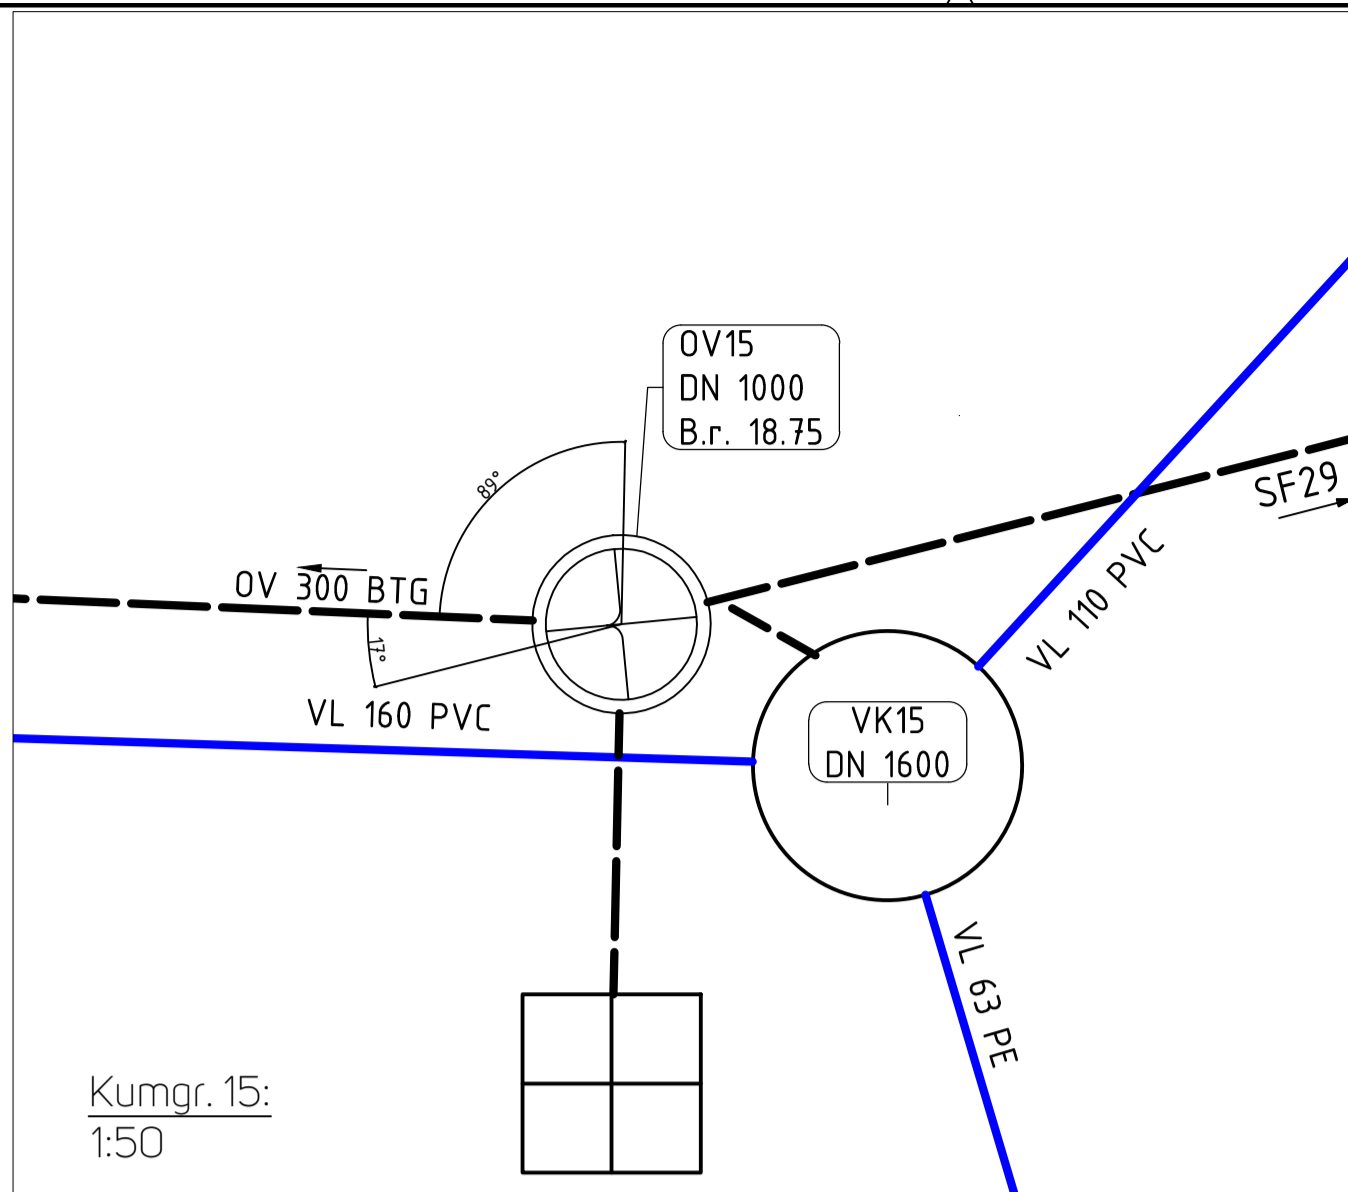 OV15
DN 1000
B.r. 18.75
89°
SF29
OV 300 BTG
VL 110 PVC
17°
VL 160 PVC
VK15
DN 1600
VL 63 PE
Kumgr. 15:
1:50